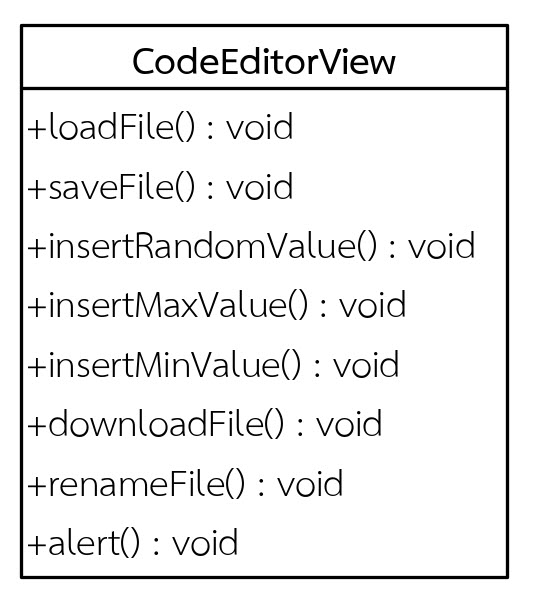 CodeEditorView
+loadFile() : void
+saveFile() : void
+insertRandomValue() : void
+insertMaxValue() : void
+insertMinValue() : void
+downloadFile() : void
+renameFile() : void
+alert() : void